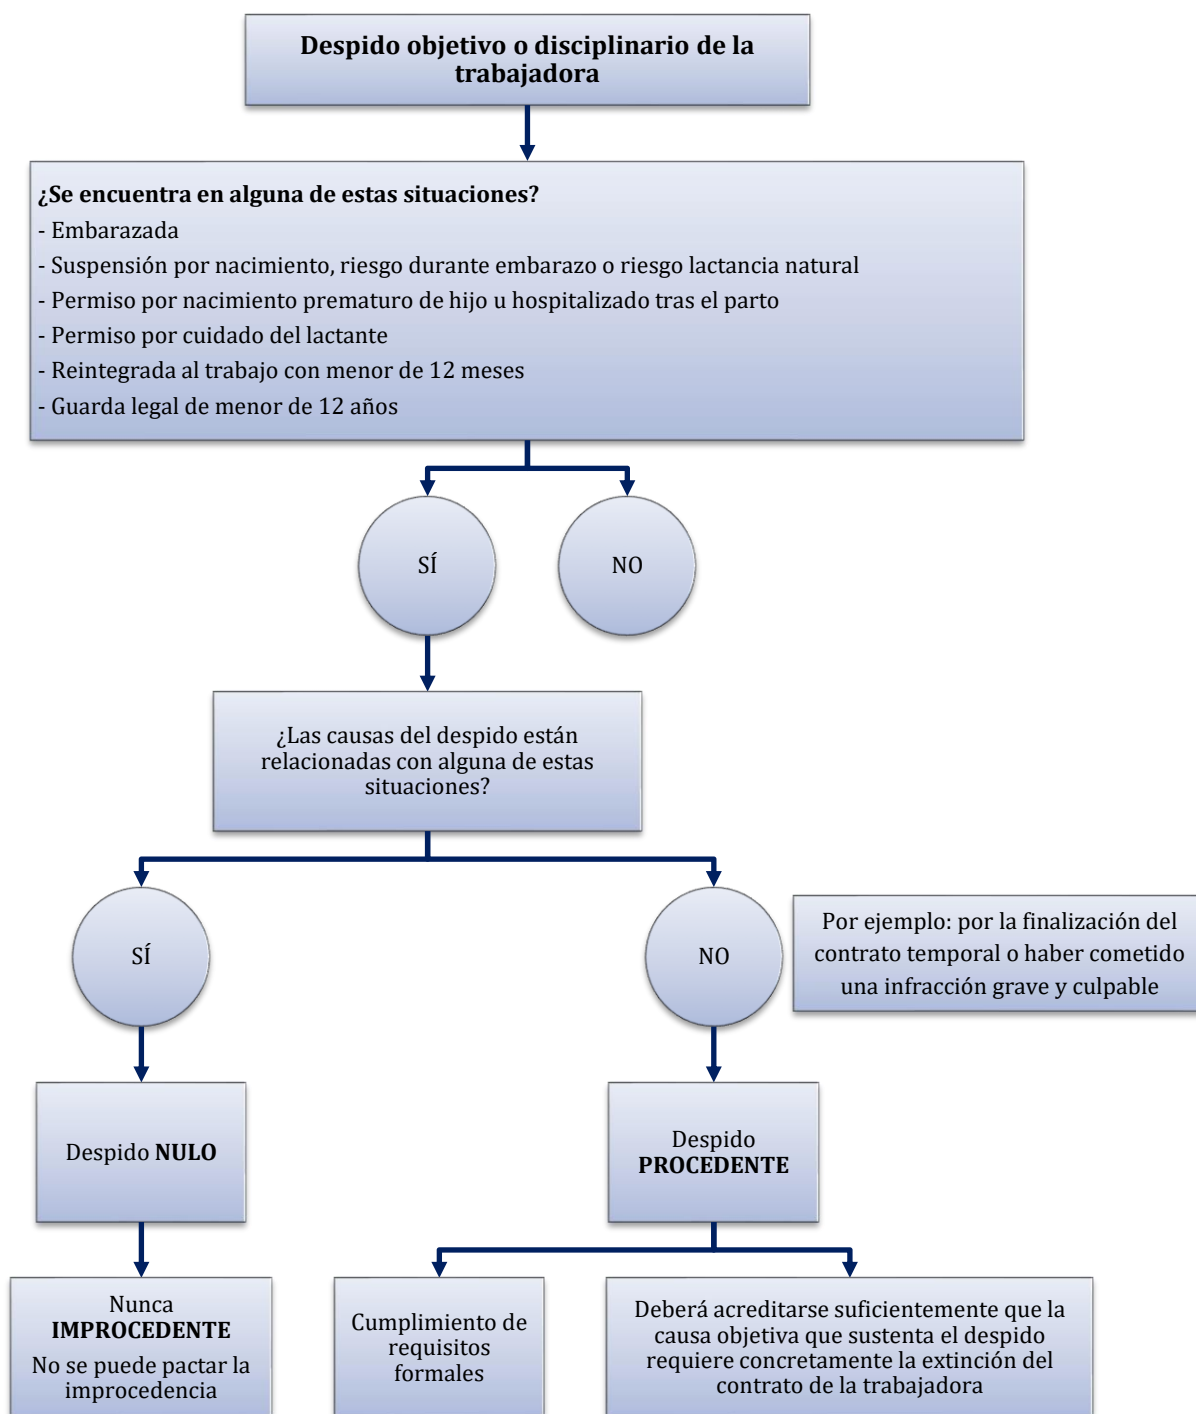 Despido objetivo o disciplinario de la
trabajadora
¿Se encuentra en alguna de estas situaciones?
- Embarazada
- Suspensión por nacimiento, riesgo durante embarazo o riesgo lactancia natural
- Permiso por nacimiento prematuro de hijo u hospitalizado tras el parto
- Permiso por cuidado del lactante
- Reintegrada al trabajo con menor de 12 meses
- Guarda legal de menor de 12 años
SÍ
NO
¿Las causas del despido están
relacionadas con alguna de estas
situaciones?
SÍ
NO
Por ejemplo: por la finalización del
contrato temporal o haber cometido
una infracción grave y culpable
Despido NULO
Despido
PROCEDENTE
Nunca
IMPROCEDENTE
No se puede pactar la
improcedencia
Cumplimiento de
requisitos
formales
Deberá acreditarse suficientemente que la
causa objetiva que sustenta el despido
requiere concretamente la extinción del
contrato de la trabajadora